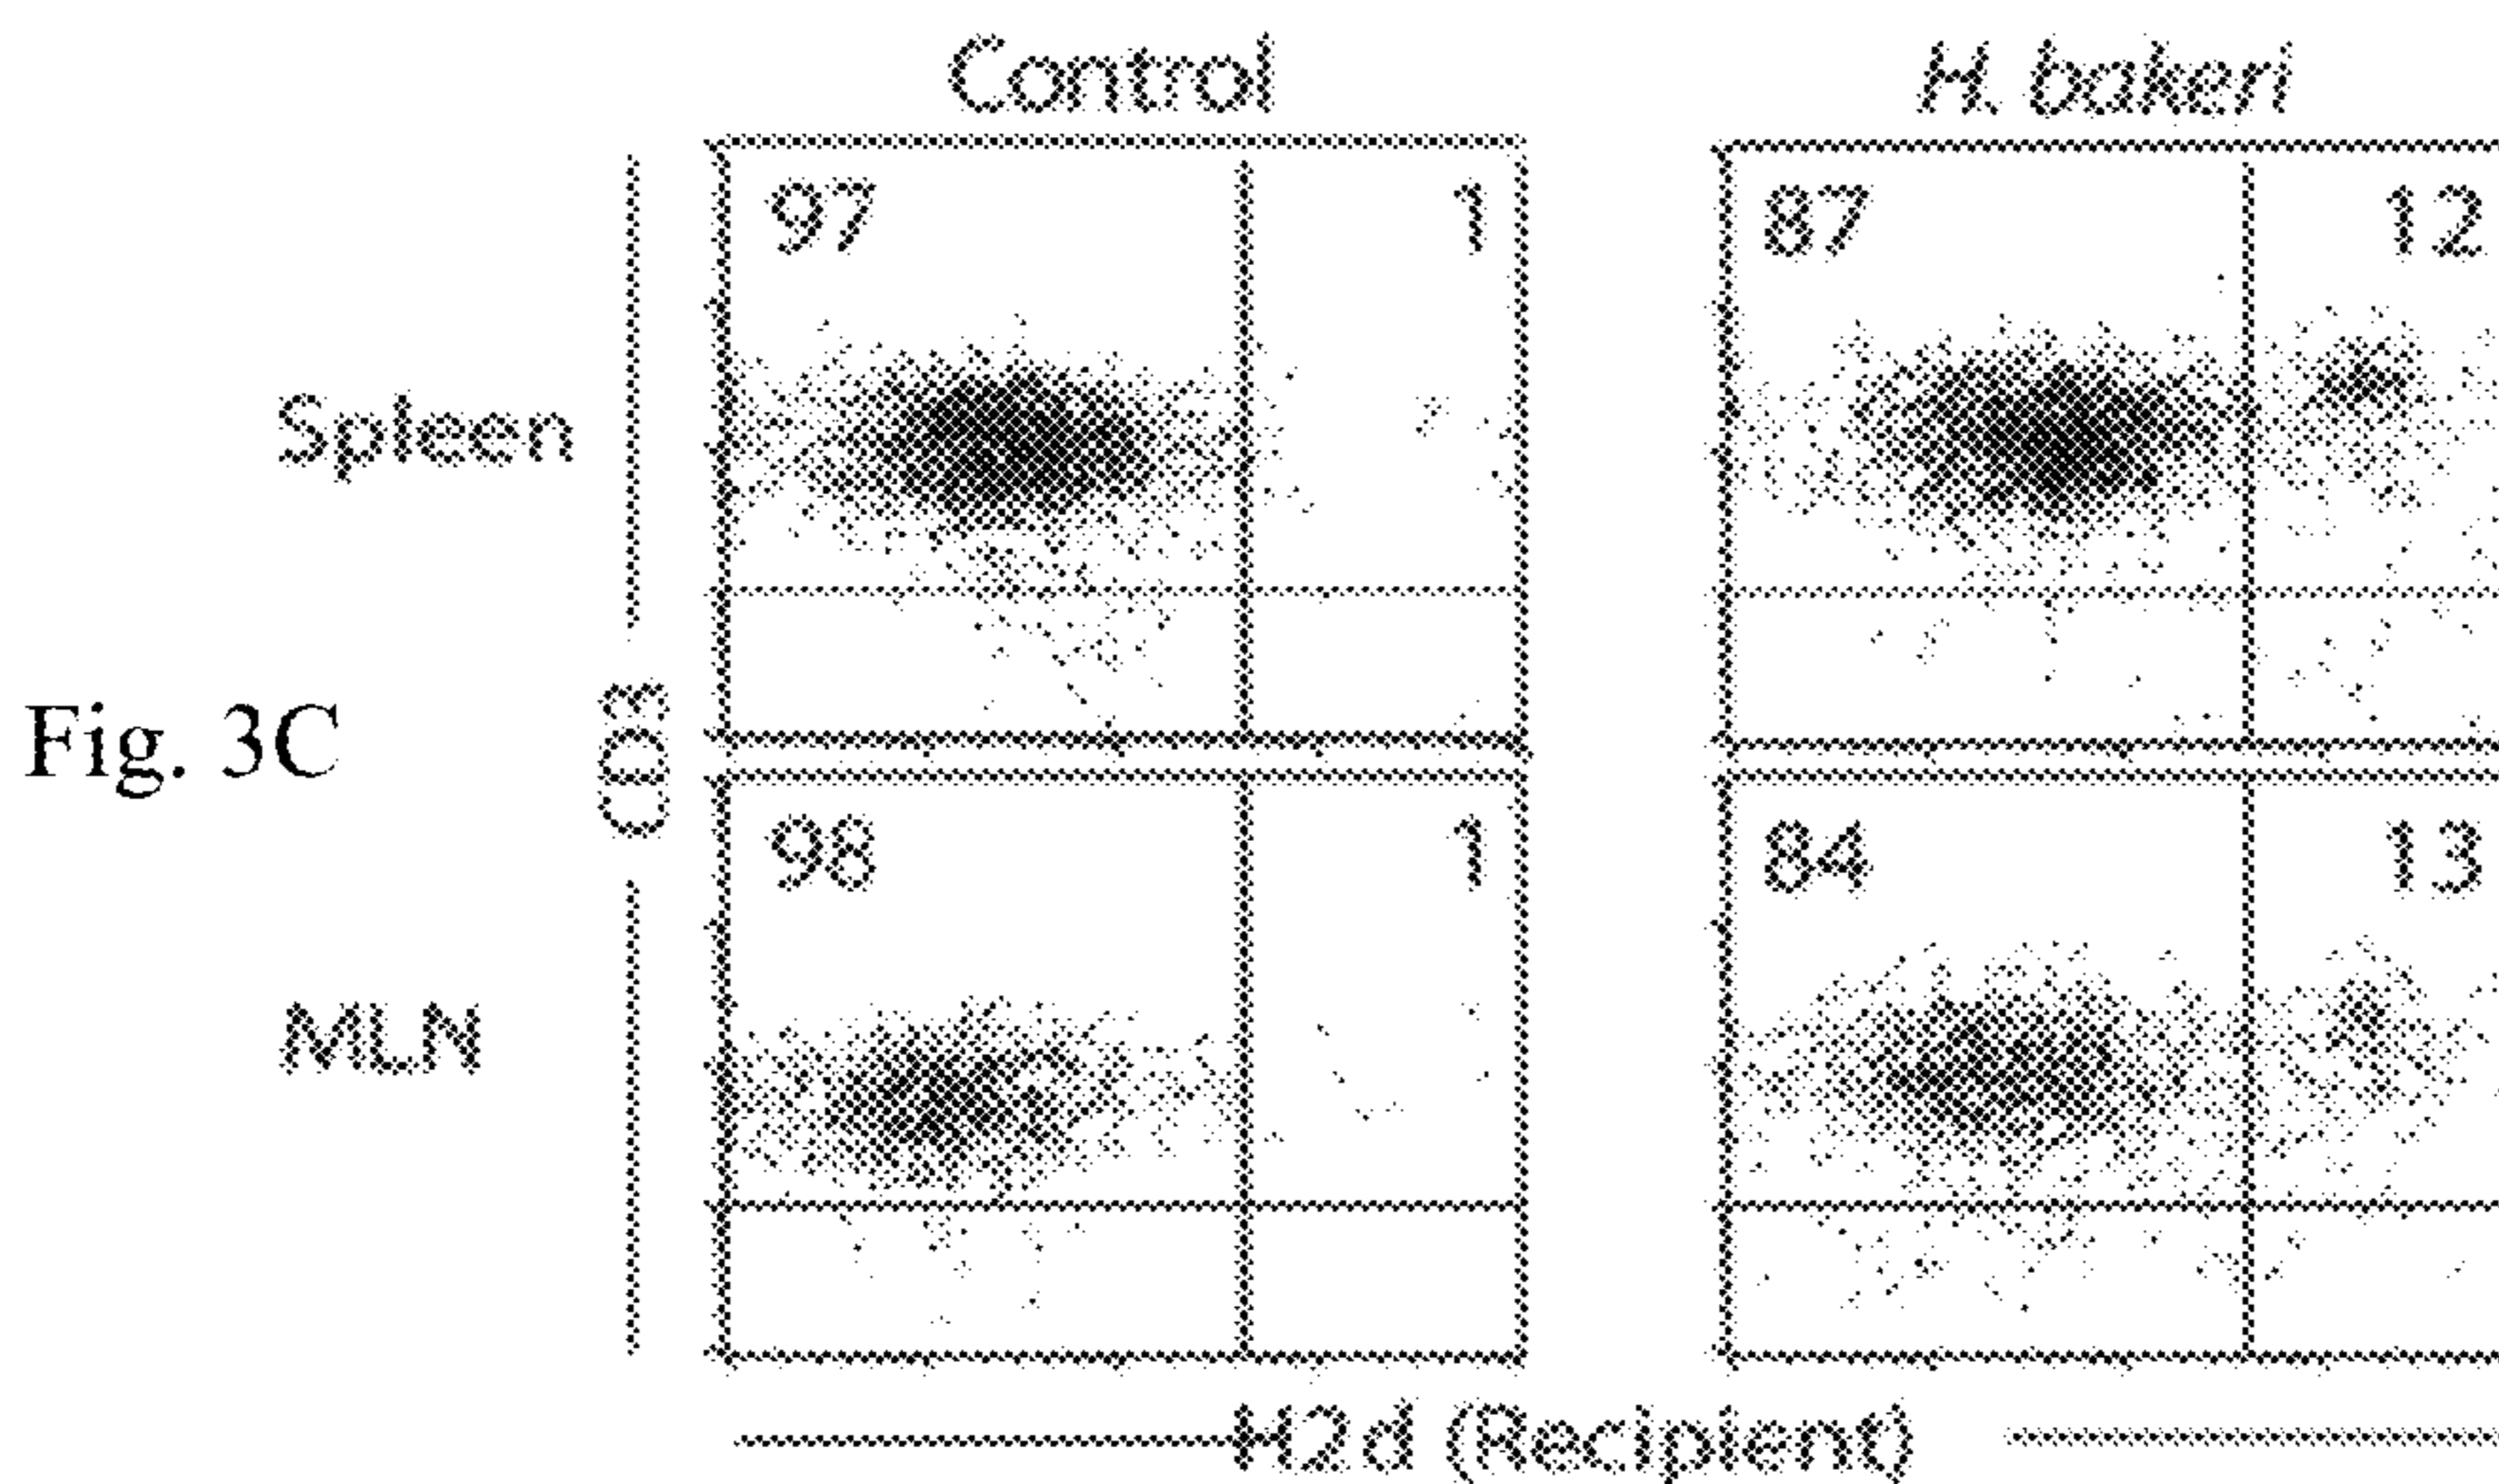 Control H. bakeri
97 1 87 12
Spleen
Fig. 3C
CD3
98 1 84 13
MLN
H2d (Recipient)